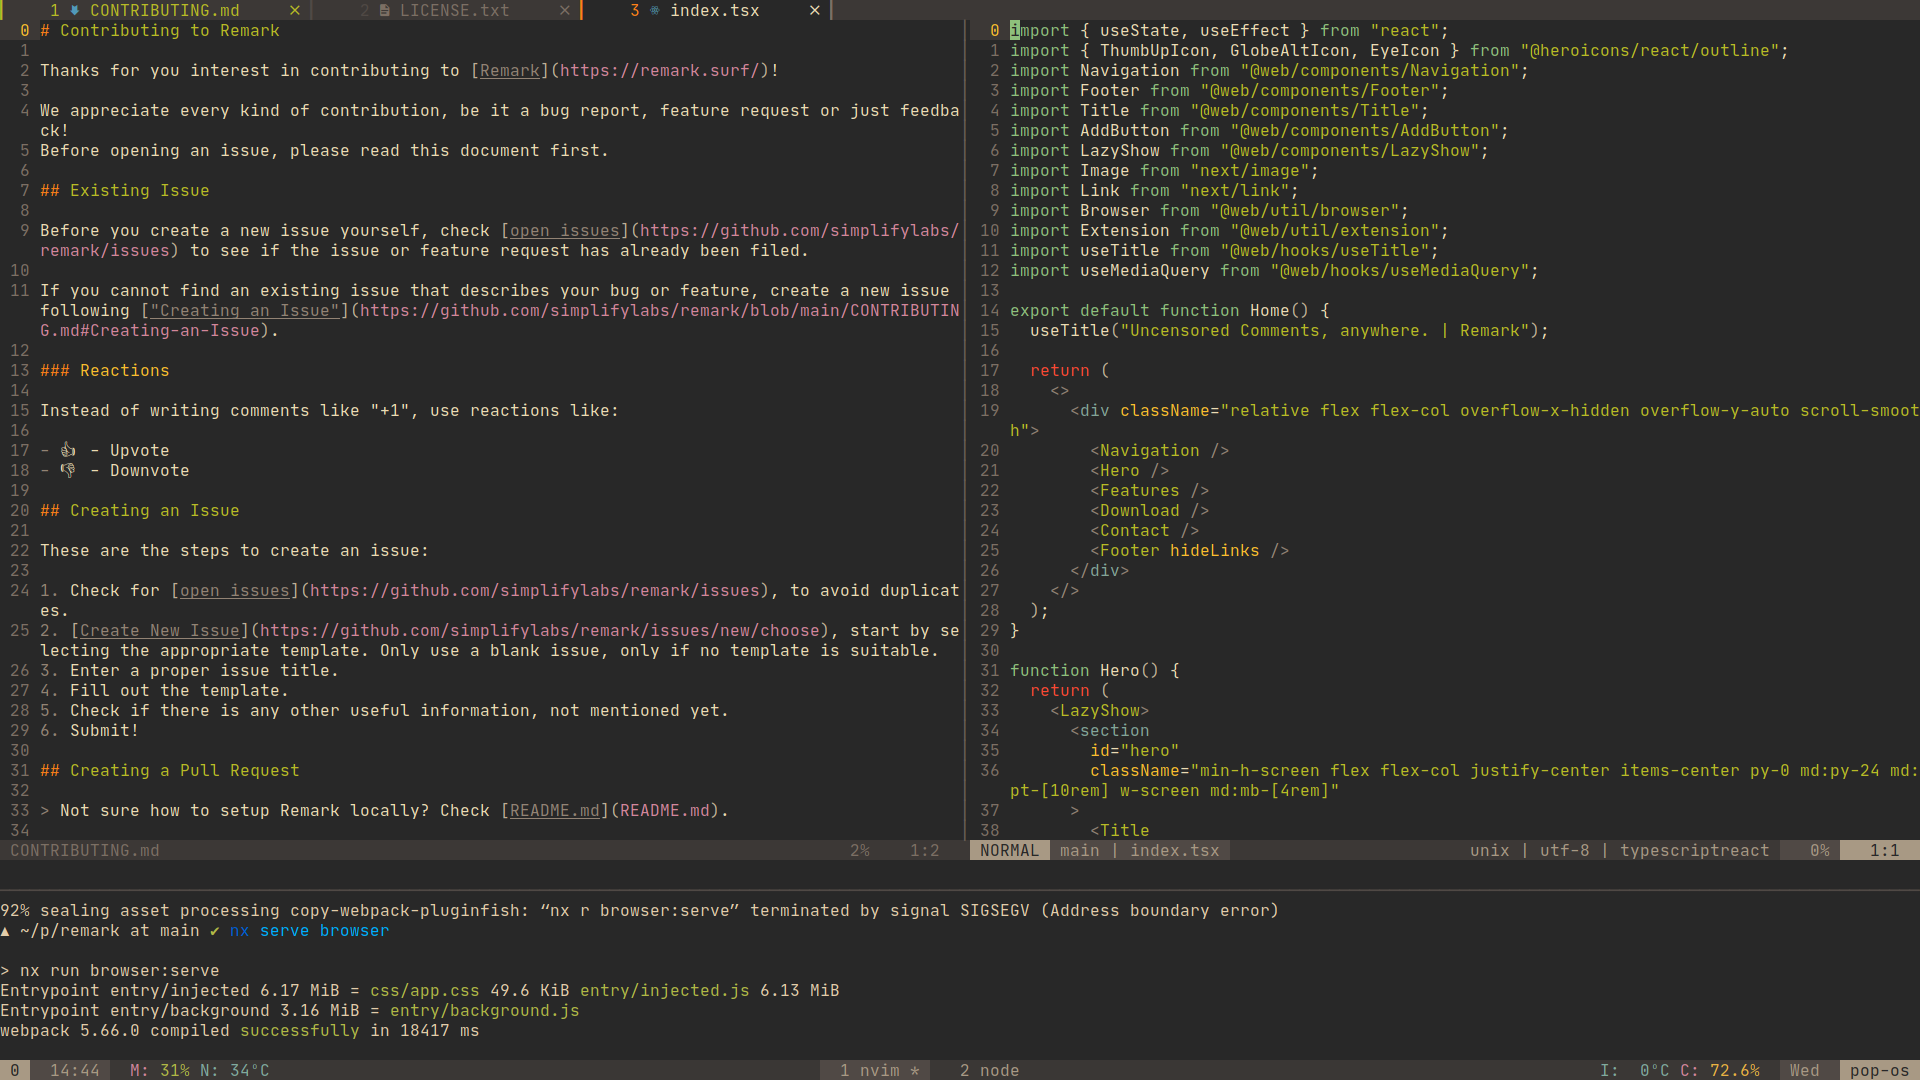 1 CONTRIBUTING.md × 2 LICENSE.txt × 3 index.tsx ×
0 # Contributing to Remark
1
2 Thanks for you interest in contributing to [Remark](https://remark.surf/)!
3
4 We appreciate every kind of contribution, be it a bug report, feature request or just feedba
ck!
5 Before opening an issue, please read this document first.
6
7 ## Existing Issue
8
9 Before you create a new issue yourself, check [open issues](https://github.com/simplifylabs/
remark/issues) to see if the issue or feature request has already been filed.
10
11 If you cannot find an existing issue that describes your bug or feature, create a new issue
following ["Creating an Issue"](https://github.com/simplifylabs/remark/blob/main/CONTRIBUTIN
G.md#Creating-an-Issue).
12
13 ### Reactions
14
15 Instead of writing comments like "+1", use reactions like:
16
17 - 👍 - Upvote
18 - 👎 - Downvote
19
20 ## Creating an Issue
21
22 These are the steps to create an issue:
23
24 1. Check for [open issues](https://github.com/simplifylabs/remark/issues), to avoid duplicat
es.
25 2. [Create New Issue](https://github.com/simplifylabs/remark/issues/new/choose), start by se
lecting the appropriate template. Only use a blank issue, only if no template is suitable.
26 3. Enter a proper issue title.
27 4. Fill out the template.
28 5. Check if there is any other useful information, not mentioned yet.
29 6. Submit!
30
31 ## Creating a Pull Request
32
33 > Not sure how to setup Remark locally? Check [README.md](README.md).
34
CONTRIBUTING.md 2% 1:2
0 import { useState, useEffect } from "react";
1 import { ThumbUpIcon, GlobeAltIcon, EyeIcon } from "@heroicons/react/outline";
2 import Navigation from "@web/components/Navigation";
3 import Footer from "@web/components/Footer";
4 import Title from "@web/components/Title";
5 import AddButton from "@web/components/AddButton";
6 import LazyShow from "@web/components/LazyShow";
7 import Image from "next/image";
8 import Link from "next/link";
9 import Browser from "@web/util/browser";
10 import Extension from "@web/util/extension";
11 import useTitle from "@web/hooks/useTitle";
12 import useMediaQuery from "@web/hooks/useMediaQuery";
13
14 export default function Home() {
15 useTitle("Uncensored Comments, anywhere. | Remark");
16
17 return (
18 <>
19 <div className="relative flex flex-col overflow-x-hidden overflow-y-auto scroll-smoot
h">
20 <Navigation />
21 <Hero />
22 <Features />
23 <Download />
24 <Contact />
25 <Footer hideLinks />
26 </div>
27 </>
28 );
29 }
30
31 function Hero() {
32 return (
33 <LazyShow>
34 <section
35 id="hero"
36 className="min-h-screen flex flex-col justify-center items-center py-0 md:py-24 md:
pt-[10rem] w-screen md:mb-[4rem]"
37 >
38 <Title
NORMAL main | index.tsx unix | utf-8 | typescriptreact 0% 1:1
92% sealing asset processing copy-webpack-pluginfish: “nx r browser:serve” terminated by signal SIGSEGV (Address boundary error)
▲ ~/p/remark at main ✔ nx serve browser
> nx run browser:serve
Entrypoint entry/injected 6.17 MiB = css/app.css 49.6 KiB entry/injected.js 6.13 MiB
Entrypoint entry/background 3.16 MiB = entry/background.js
webpack 5.66.0 compiled successfully in 18417 ms
0 14:44 M: 31% N: 34°C 1 nvim * 2 node I: 0°C C: 72.6% Wed pop-os